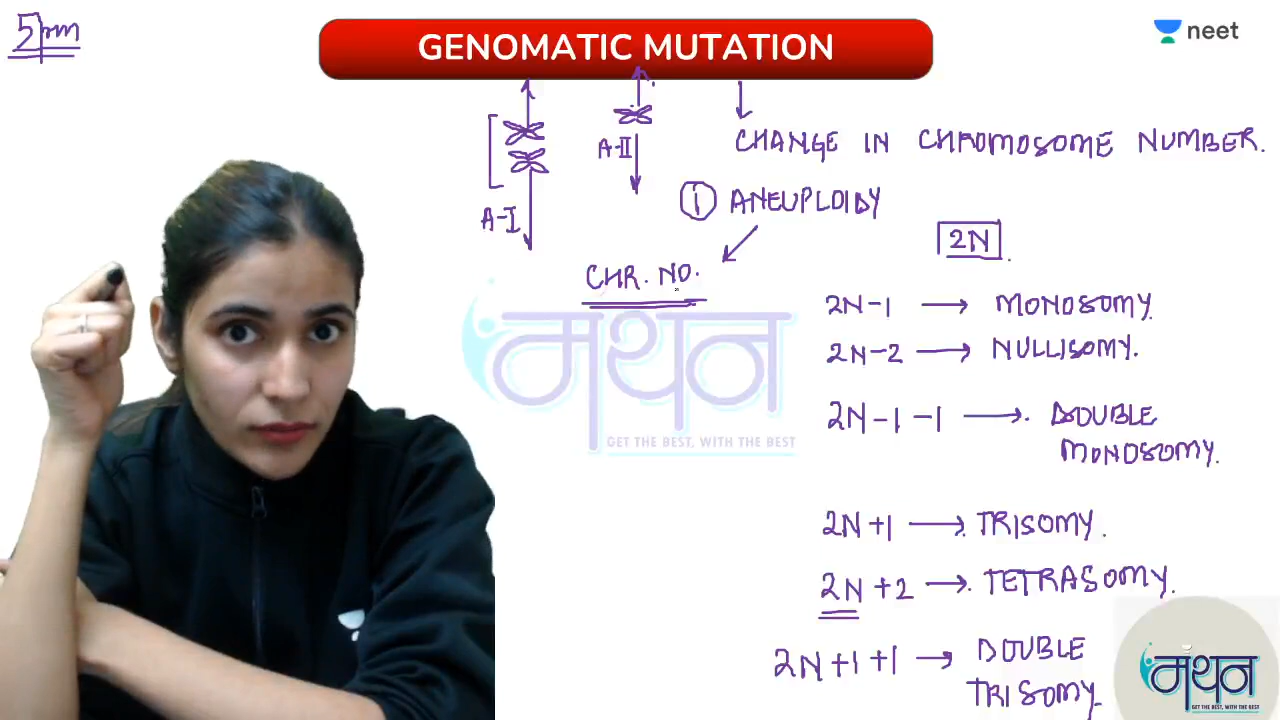 5pm
GENOMATIC MUTATION
neet
A-I
A-II
CHANGE IN CHROMOSOME NUMBER.
① ANEUPLOIDY
2N
CHR. NO.
2N-1 → MONOSOMY.
2N-2 → NULLISOMY.
2N-1-1 → DOUBLE
MONOSOMY.
2N+1 → TRISOMY.
2N+2 → TETRASOMY.
2N+1+1 → DOUBLE
TRISOMY.
मंथन
GET THE BEST, WITH THE BEST
मंथन
GET THE BEST, WITH THE BEST